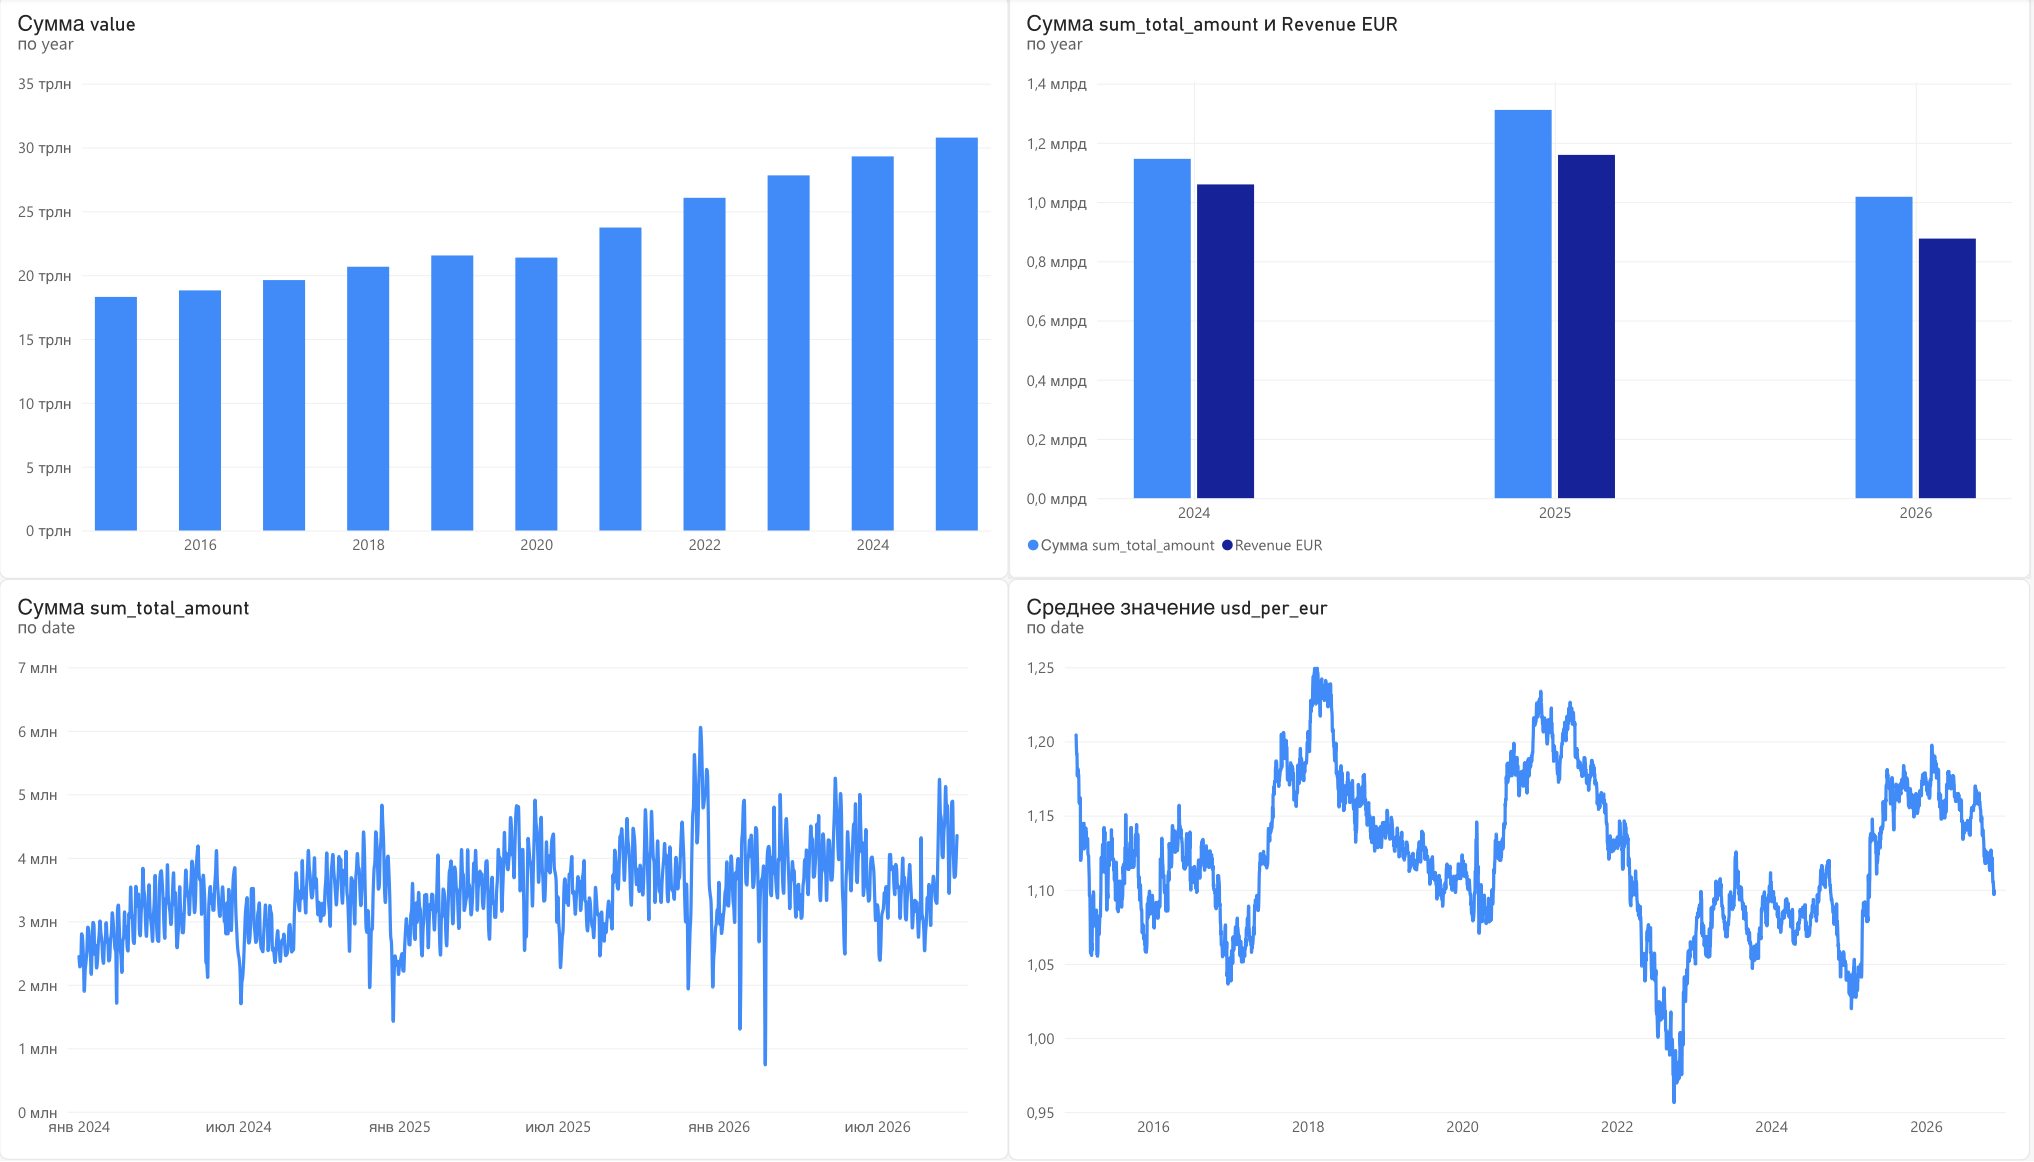 Сумма value
по year
35 трлн
30 трлн
25 трлн
20 трлн
15 трлн
10 трлн
5 трлн
0 трлн
2016 2018 2020 2022 2024
Сумма sum_total_amount и Revenue EUR
по year
1,4 млрд
1,2 млрд
1,0 млрд
0,8 млрд
0,6 млрд
0,4 млрд
0,2 млрд
0,0 млрд
2024 2025 2026
Сумма sum_total_amount Revenue EUR
Сумма sum_total_amount
по date
7 млн
6 млн
5 млн
4 млн
3 млн
2 млн
1 млн
0 млн
янв 2024 июл 2024 янв 2025 июл 2025 янв 2026 июл 2026
Среднее значение usd_per_eur
по date
1,25
1,20
1,15
1,10
1,05
1,00
0,95
2016 2018 2020 2022 2024 2026